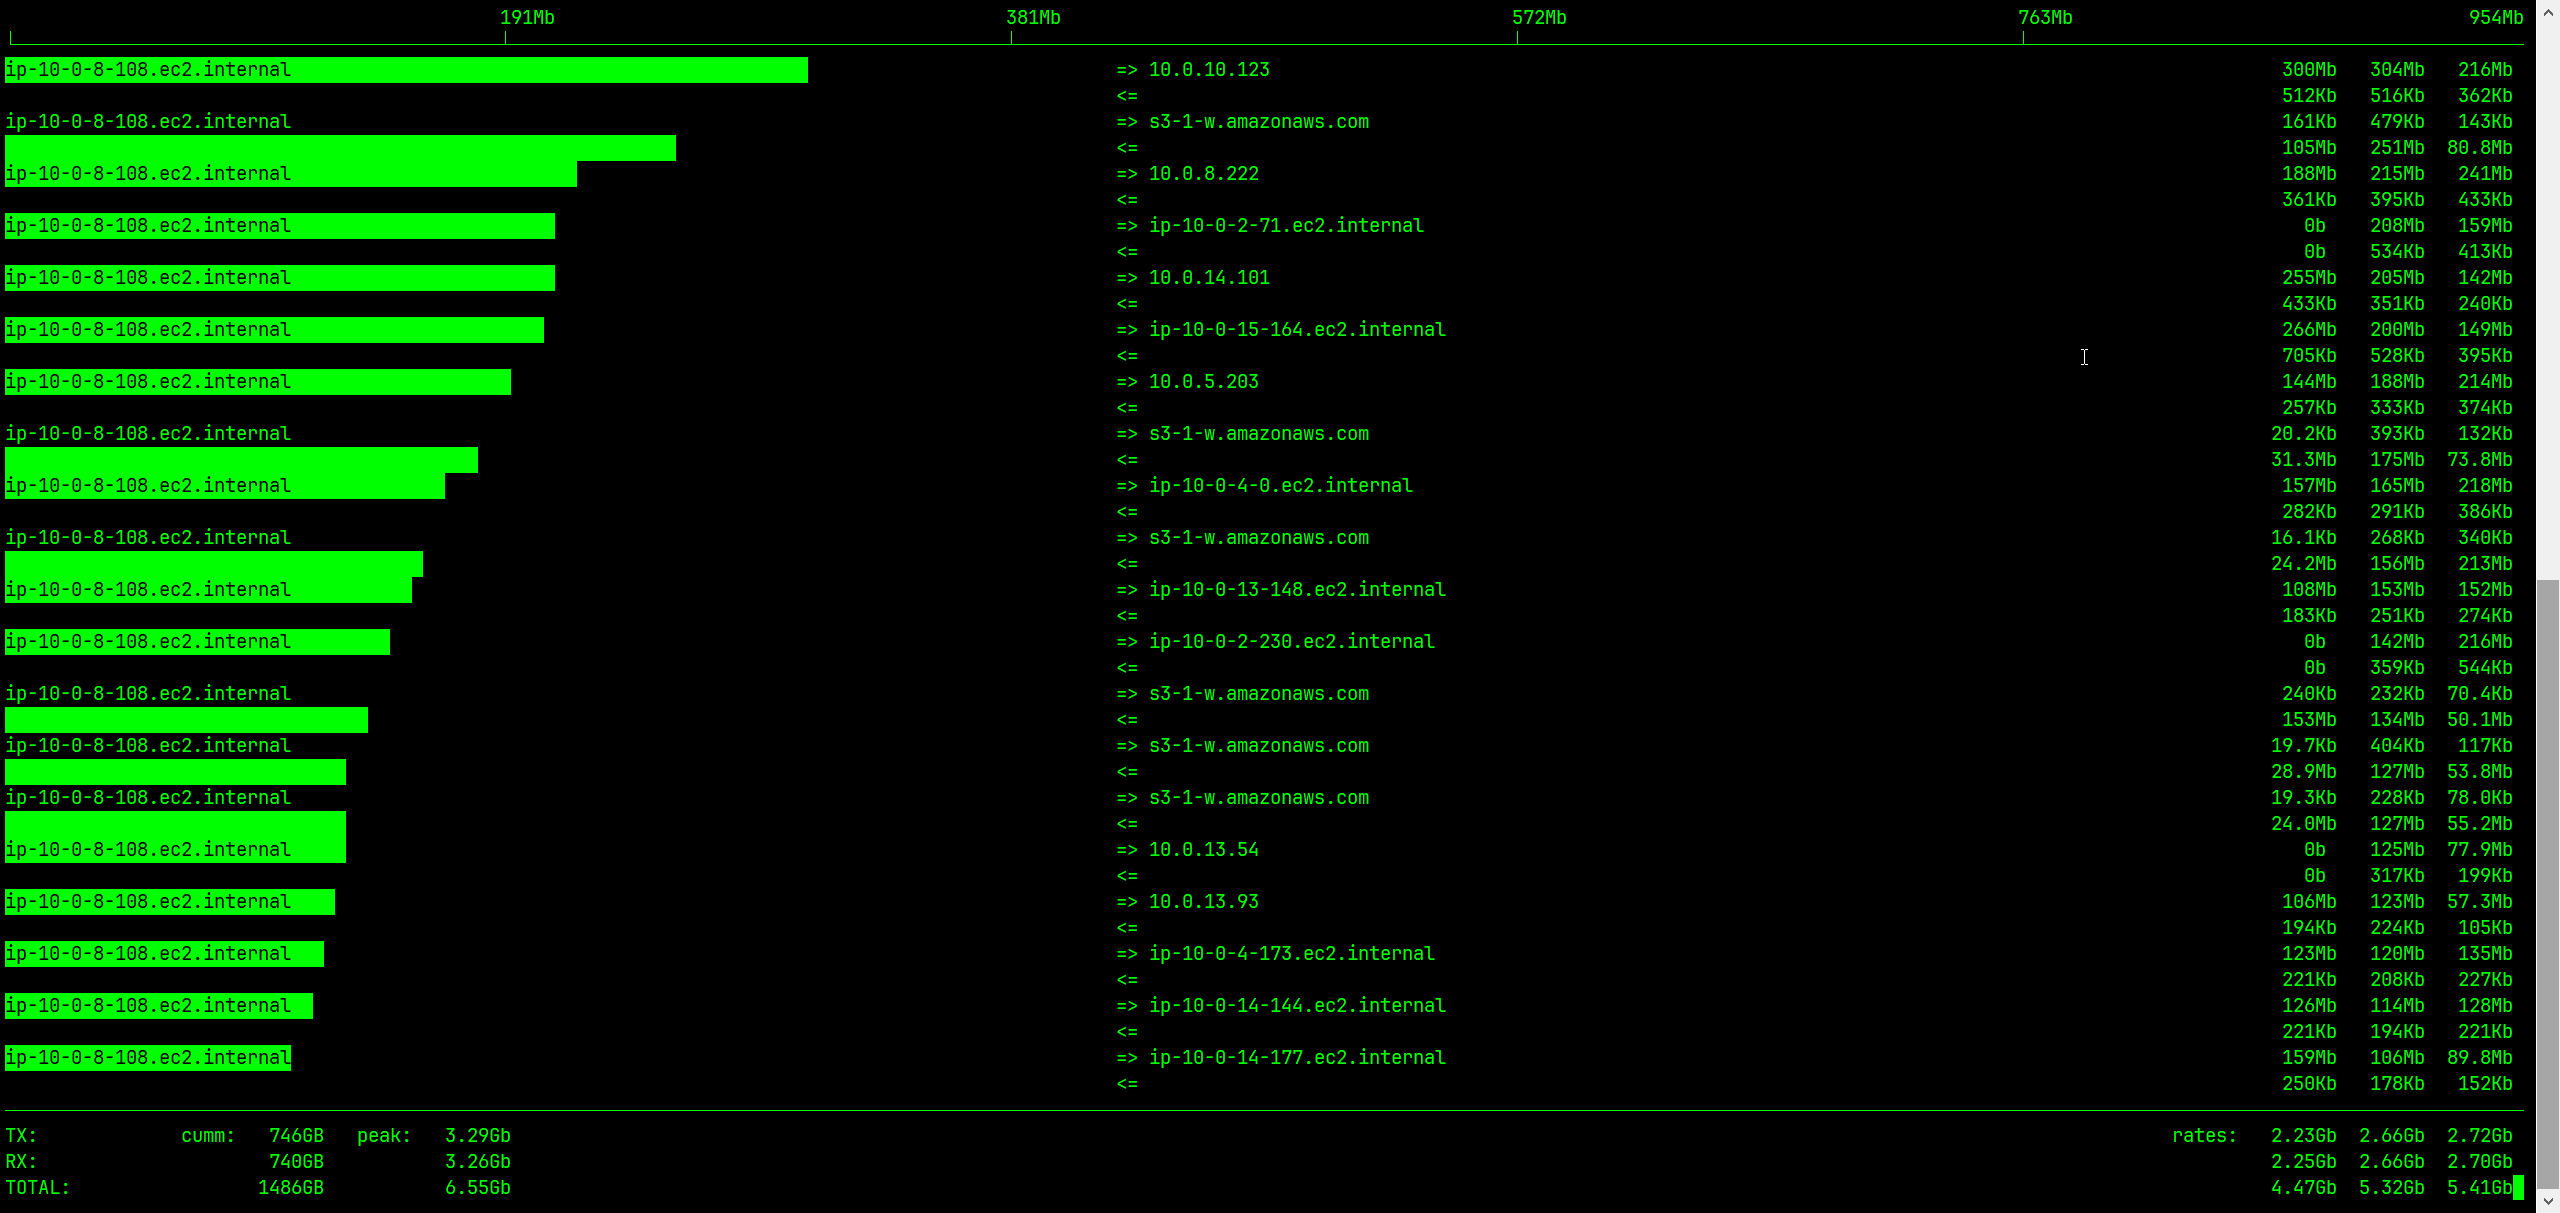 191Mb 381Mb 572Mb 763Mb 954Mb
ip-10-0-8-108.ec2.internal => 10.0.10.123 300Mb 304Mb 216Mb
<= 512Kb 516Kb 362Kb
ip-10-0-8-108.ec2.internal => s3-1-w.amazonaws.com 161Kb 479Kb 143Kb
<= 105Mb 251Mb 80.8Mb
ip-10-0-8-108.ec2.internal => 10.0.8.222 188Mb 215Mb 241Mb
<= 361Kb 395Kb 433Kb
ip-10-0-8-108.ec2.internal => ip-10-0-2-71.ec2.internal 0b 208Mb 159Mb
<= 0b 534Kb 413Kb
ip-10-0-8-108.ec2.internal => 10.0.14.101 255Mb 205Mb 142Mb
<= 433Kb 351Kb 240Kb
ip-10-0-8-108.ec2.internal => ip-10-0-15-164.ec2.internal 266Mb 200Mb 149Mb
<= 705Kb 528Kb 395Kb
ip-10-0-8-108.ec2.internal => 10.0.5.203 144Mb 188Mb 214Mb
<= 257Kb 333Kb 374Kb
ip-10-0-8-108.ec2.internal => s3-1-w.amazonaws.com 20.2Kb 393Kb 132Kb
<= 31.3Mb 175Mb 73.8Mb
ip-10-0-8-108.ec2.internal => ip-10-0-4-0.ec2.internal 157Mb 165Mb 218Mb
<= 282Kb 291Kb 386Kb
ip-10-0-8-108.ec2.internal => s3-1-w.amazonaws.com 16.1Kb 268Kb 340Kb
<= 24.2Mb 156Mb 213Mb
ip-10-0-8-108.ec2.internal => ip-10-0-13-148.ec2.internal 108Mb 153Mb 152Mb
<= 183Kb 251Kb 274Kb
ip-10-0-8-108.ec2.internal => ip-10-0-2-230.ec2.internal 0b 142Mb 216Mb
<= 0b 359Kb 544Kb
ip-10-0-8-108.ec2.internal => s3-1-w.amazonaws.com 240Kb 232Kb 70.4Kb
<= 153Mb 134Mb 50.1Mb
ip-10-0-8-108.ec2.internal => s3-1-w.amazonaws.com 19.7Kb 404Kb 117Kb
<= 28.9Mb 127Mb 53.8Mb
ip-10-0-8-108.ec2.internal => s3-1-w.amazonaws.com 19.3Kb 228Kb 78.0Kb
<= 24.0Mb 127Mb 55.2Mb
ip-10-0-8-108.ec2.internal => 10.0.13.54 0b 125Mb 77.9Mb
<= 0b 317Kb 199Kb
ip-10-0-8-108.ec2.internal => 10.0.13.93 106Mb 123Mb 57.3Mb
<= 194Kb 224Kb 105Kb
ip-10-0-8-108.ec2.internal => ip-10-0-4-173.ec2.internal 123Mb 120Mb 135Mb
<= 221Kb 208Kb 227Kb
ip-10-0-8-108.ec2.internal => ip-10-0-14-144.ec2.internal 126Mb 114Mb 128Mb
<= 221Kb 194Kb 221Kb
ip-10-0-8-108.ec2.internal => ip-10-0-14-177.ec2.internal 159Mb 106Mb 89.8Mb
<= 250Kb 178Kb 152Kb
TX: cumm: 746GB peak: 3.29Gb rates: 2.23Gb 2.66Gb 2.72Gb
RX: 740GB 3.26Gb 2.25Gb 2.66Gb 2.70Gb
TOTAL: 1486GB 6.55Gb 4.47Gb 5.32Gb 5.41Gb